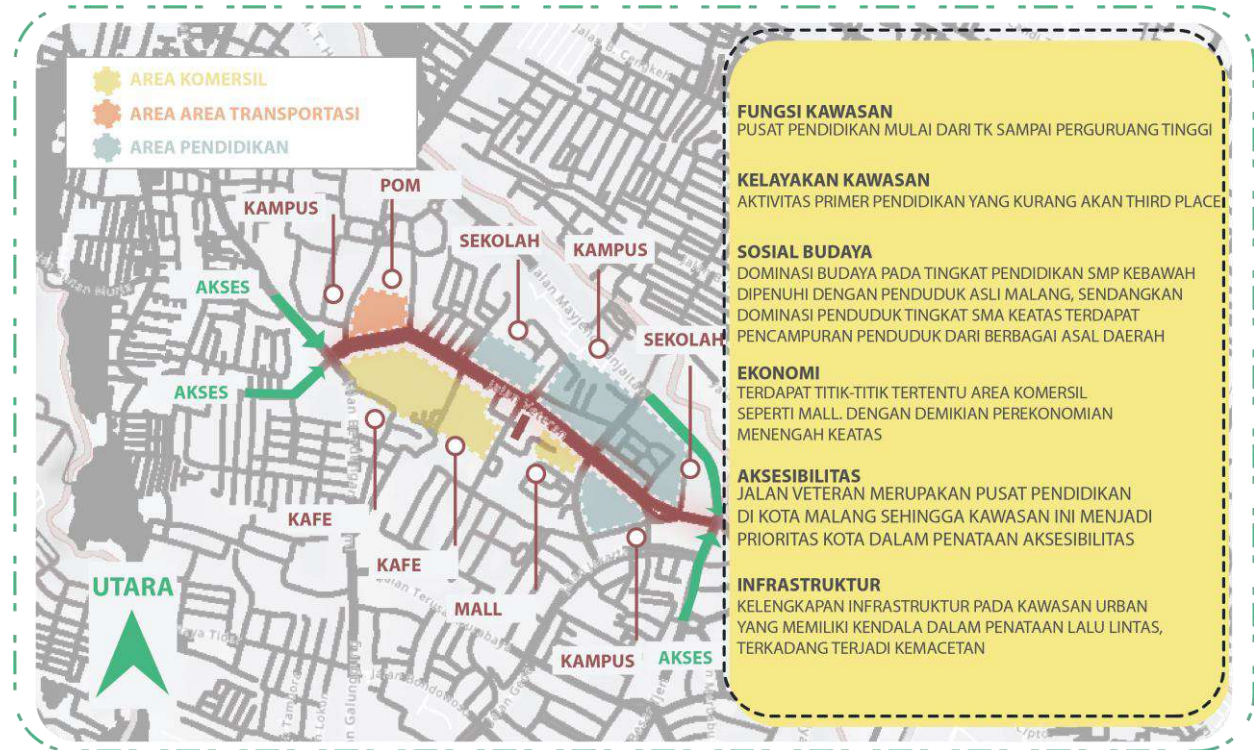 AREA KOMERSIL
AREA AREA TRANSPORTASI
AREA PENDIDIKAN
POM
KAMPUS
SEKOLAH
KAMPUS
AKSES
SEKOLAH
AKSES
KAFE
KAFE
MALL
KAMPUS
AKSES
UTARA
Jalan Veteran
FUNGSI KAWASAN
PUSAT PENDIDIKAN MULAI DARI TK SAMPAI PERGURUANG TINGGI
KELAYAKAN KAWASAN
AKTIVITAS PRIMER PENDIDIKAN YANG KURANG AKAN THIRD PLACE
SOSIAL BUDAYA
DOMINASI BUDAYA PADA TINGKAT PENDIDIKAN SMP KEBAWAH
DIPENUHI DENGAN PENDUDUK ASLI MALANG, SENDANGKAN
DOMINASI PENDUDUK TINGKAT SMA KEATAS TERDAPAT
PENCAMPURAN PENDUDUK DARI BERBAGAI ASAL DAERAH
EKONOMI
TERDAPAT TITIK-TITIK TERTENTU AREA KOMERSIL
SEPERTI MALL. DENGAN DEMIKIAN PEREKONOMIAN
MENENGAH KEATAS
AKSESIBILITAS
JALAN VETERAN MERUPAKAN PUSAT PENDIDIKAN
DI KOTA MALANG SEHINGGA KAWASAN INI MENJADI
PRIORITAS KOTA DALAM PENATAAN AKSESIBILITAS
INFRASTRUKTUR
KELENGKAPAN INFRASTRUKTUR PADA KAWASAN URBAN
YANG MEMILIKI KENDALA DALAM PENATAAN LALU LINTAS,
TERKADANG TERJADI KEMACETAN